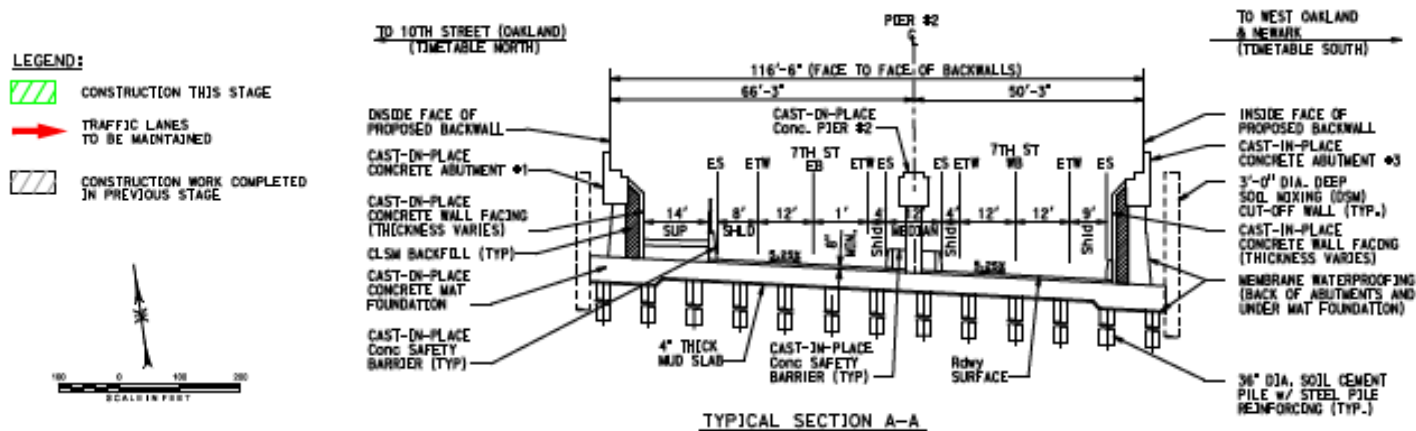 LEGEND:
CONSTRUCTION THIS STAGE
TRAFFIC LANES
TO BE MAINTAINED
CONSTRUCTION WORK COMPLETED
IN PREVIOUS STAGE
100 0 100 200
SCALE IN FEET
TO 10TH STREET (OAKLAND)
(TIMETABLE NORTH)
PIER #2
℄
TO WEST OAKLAND
& NEWARK
(TIMETABLE SOUTH)
116'-6" (FACE TO FACE OF BACKWALLS)
66'-3"
50'-3"
INSIDE FACE OF
PROPOSED BACKWALL
CAST-IN-PLACE
CONCRETE ABUTMENT #1
CAST-IN-PLACE
CONCRETE WALL FACING
(THICKNESS VARIES)
CLSM BACKFILL (TYP)
CAST-IN-PLACE
CONCRETE MAT
FOUNDATION
CAST-IN-PLACE
Conc SAFETY
BARRIER (TYP)
CAST-IN-PLACE
Conc. PIER #2
ES ETW 7TH ST EB ETW ES ES ETW 7TH ST WB ETW ES
14' 8' 12' 1' 4' 12' 4' 12' 12' 9'
SUP SHLD Shld MEDIAN Shld Shld
8" MIN.
5.25% 5.25%
4" THICK
MUD SLAB
CAST-IN-PLACE
Conc SAFETY
BARRIER (TYP)
Rdwy
SURFACE
INSIDE FACE OF
PROPOSED BACKWALL
CAST-IN-PLACE
CONCRETE ABUTMENT #3
3'-0" DIA. DEEP
SOIL MIXING (DSM)
CUT-OFF WALL (TYP.)
CAST-IN-PLACE
CONCRETE WALL FACING
(THICKNESS VARIES)
MEMBRANE WATERPROOFING
(BACK OF ABUTMENTS AND
UNDER MAT FOUNDATION)
36" DIA. SOIL CEMENT
PILE w/ STEEL PILE
REINFORCING (TYP.)
TYPICAL SECTION A-A